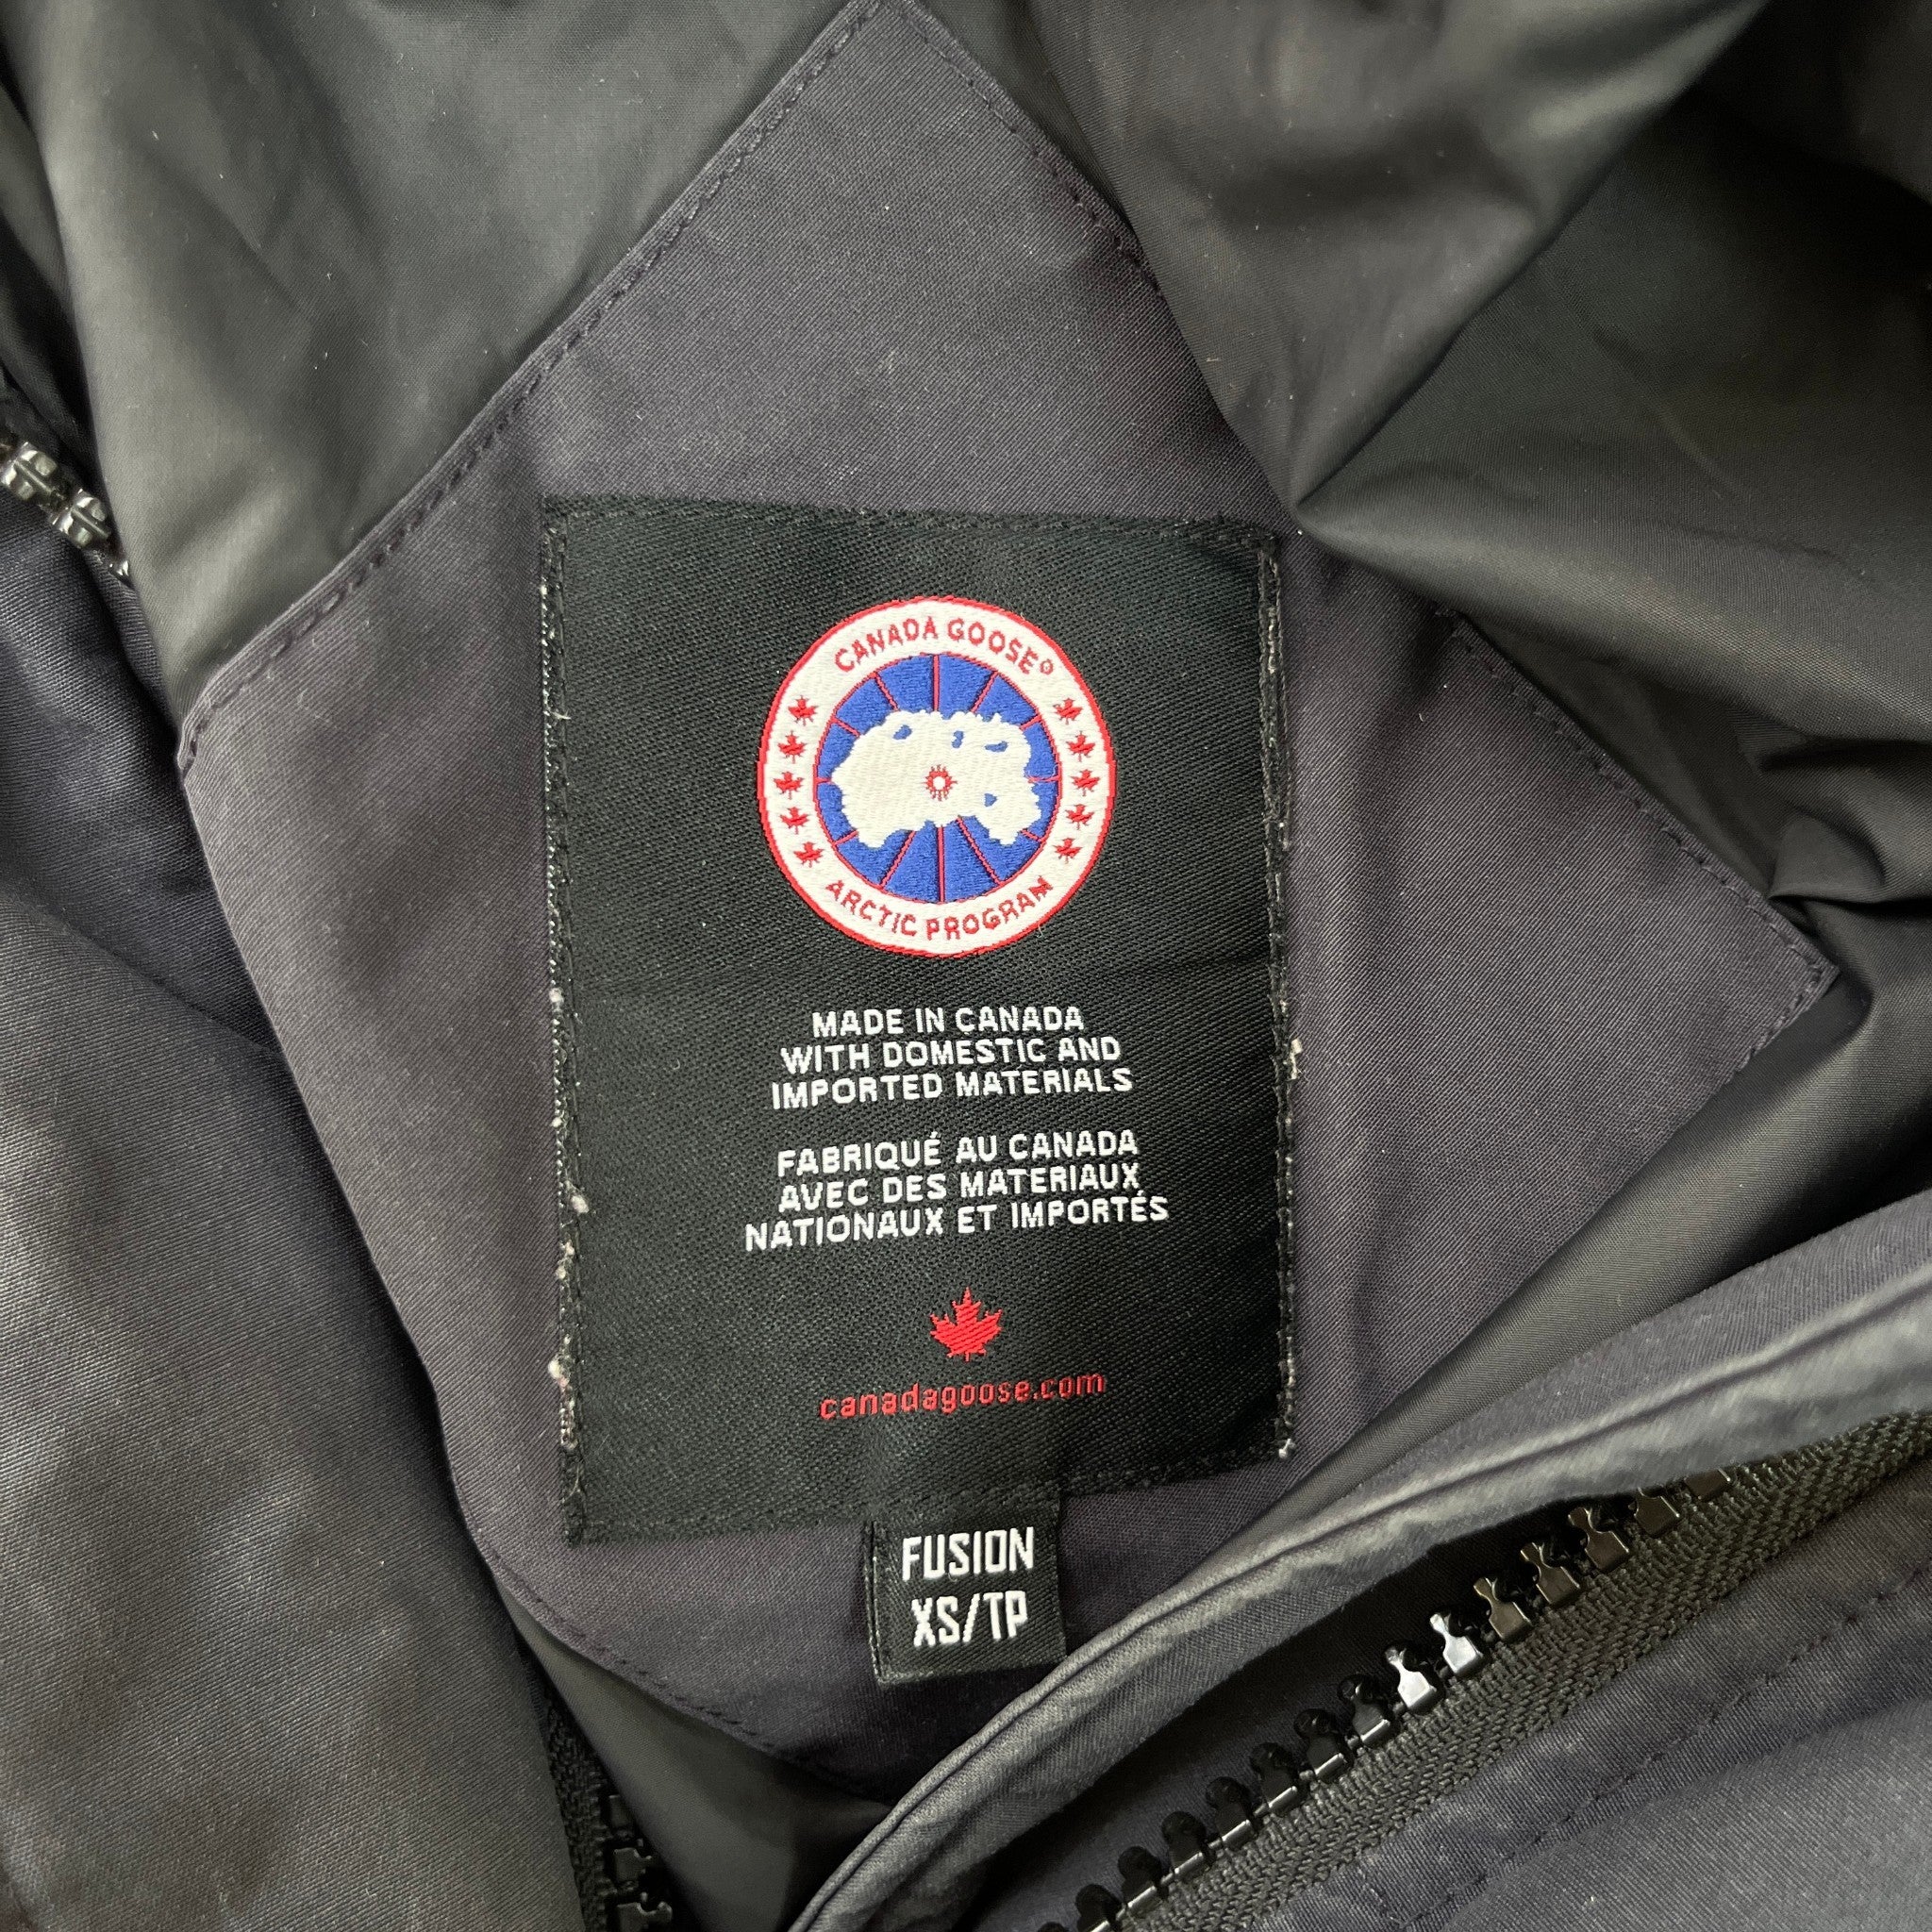 CANADA GOOSE®
ARCTIC PROGRAM
MADE IN CANADA
WITH DOMESTIC AND
IMPORTED MATERIALS
FABRIQUÉ AU CANADA
AVEC DES MATERIAUX
NATIONAUX ET IMPORTÉS
canadagoose.com
FUSION
XS/TP